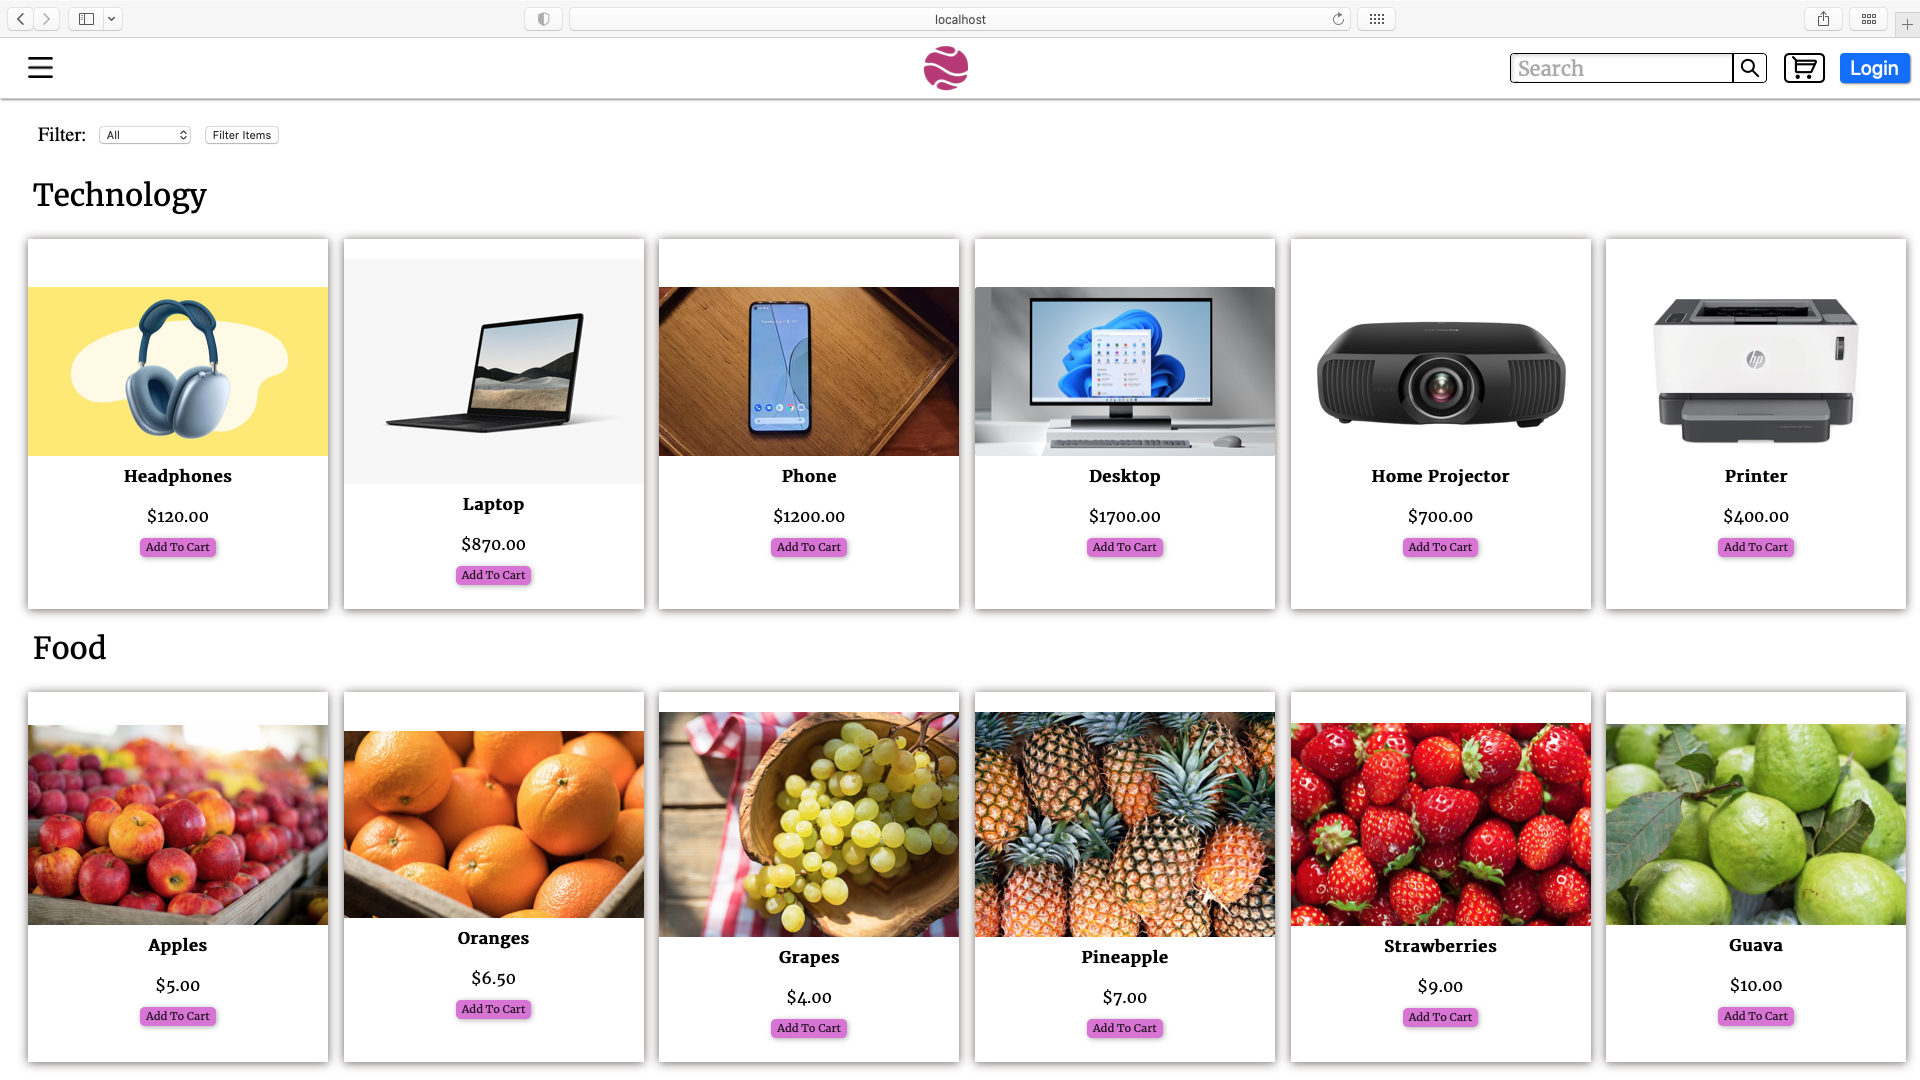 localhost
Search
Login
Filter: All Filter Items
Technology
Headphones
$120.00
Add To Cart
Laptop
$870.00
Add To Cart
Phone
$1200.00
Add To Cart
Desktop
$1700.00
Add To Cart
Home Projector
$700.00
Add To Cart
hp
Printer
$400.00
Add To Cart
Food
Apples
$5.00
Add To Cart
Oranges
$6.50
Add To Cart
Grapes
$4.00
Add To Cart
Pineapple
$7.00
Add To Cart
Strawberries
$9.00
Add To Cart
Guava
$10.00
Add To Cart